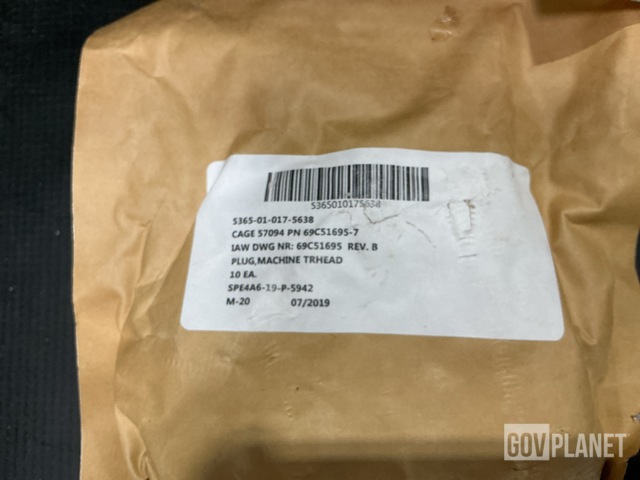 5365010175638
5365-01-017-5638
CAGE 57094 PN 69C51695-7
IAW DWG NR: 69C51695 REV. B
PLUG,MACHINE TRHEAD
10 EA.
SPE4A6-19-P-5942
M-20 07/2019
GOVPLANET